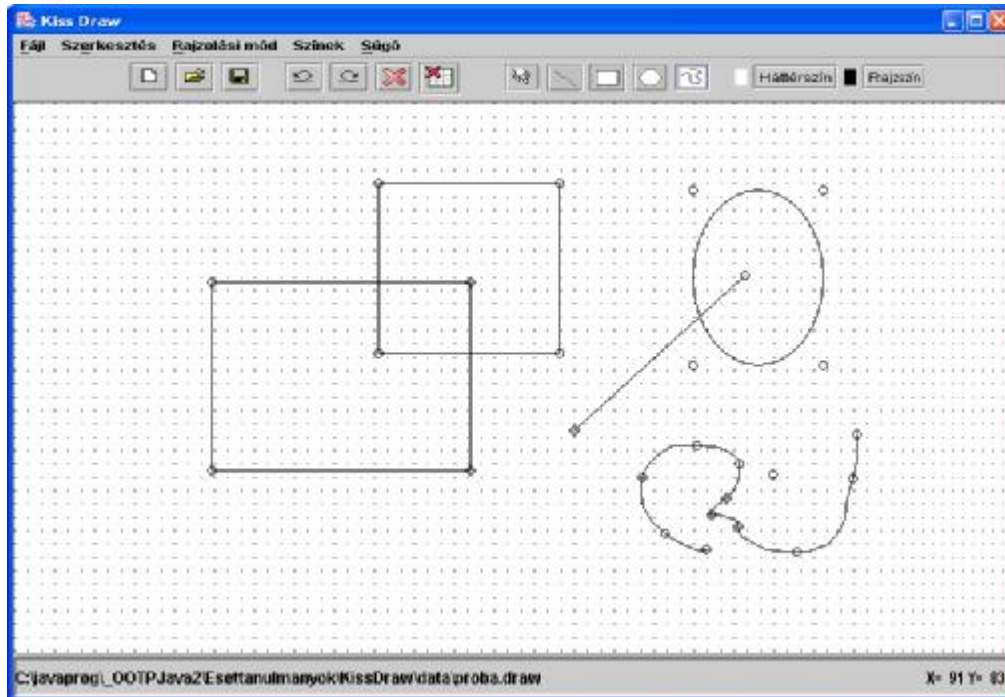 Kiss Draw
Fájl Szerkesztés Rajzolási mód Színek Súgó
Háttérszín Rajzszín
C:\javaprog\_OOTPJava2\Esettanulmanyok\KissDraw\data\proba.draw X= 91 Y=